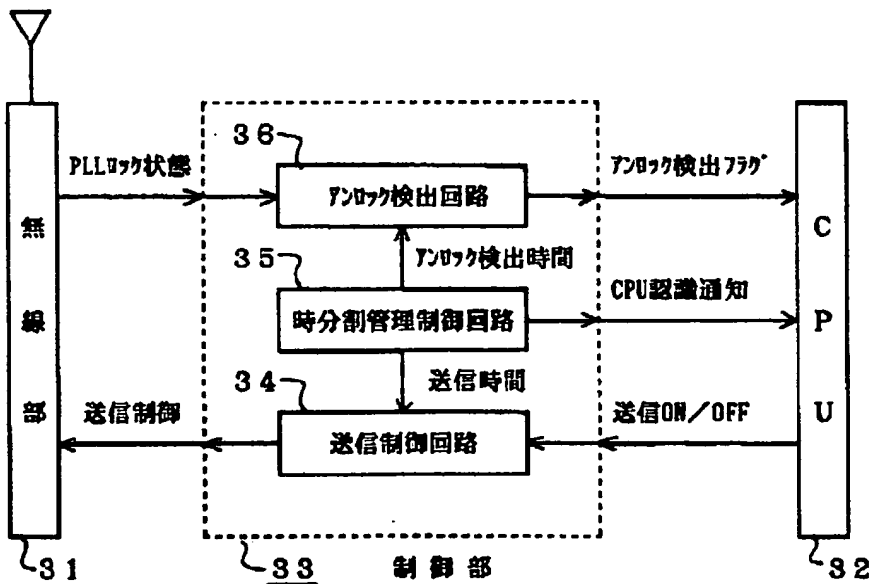 36
PLLロック状態
アンロック検出回路
アンロック検出フラグ
無線部
CPU
35
アンロック検出時間
時分割管理制御回路
CPU認識通知
34
送信時間
送信制御
送信制御回路
送信ON/OFF
31
33
制御部
32